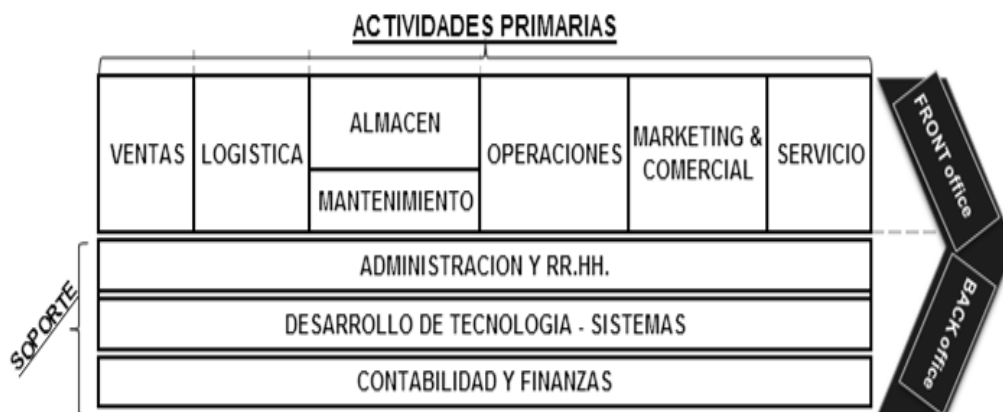 ACTIVIDADES PRIMARIAS
VENTAS
LOGISTICA
ALMACEN
MANTENIMIENTO
OPERACIONES
MARKETING &
COMERCIAL
SERVICIO
FRONT office
SOPORTE
ADMINISTRACION Y RR.HH.
DESARROLLO DE TECNOLOGIA - SISTEMAS
CONTABILIDAD Y FINANZAS
BACK office